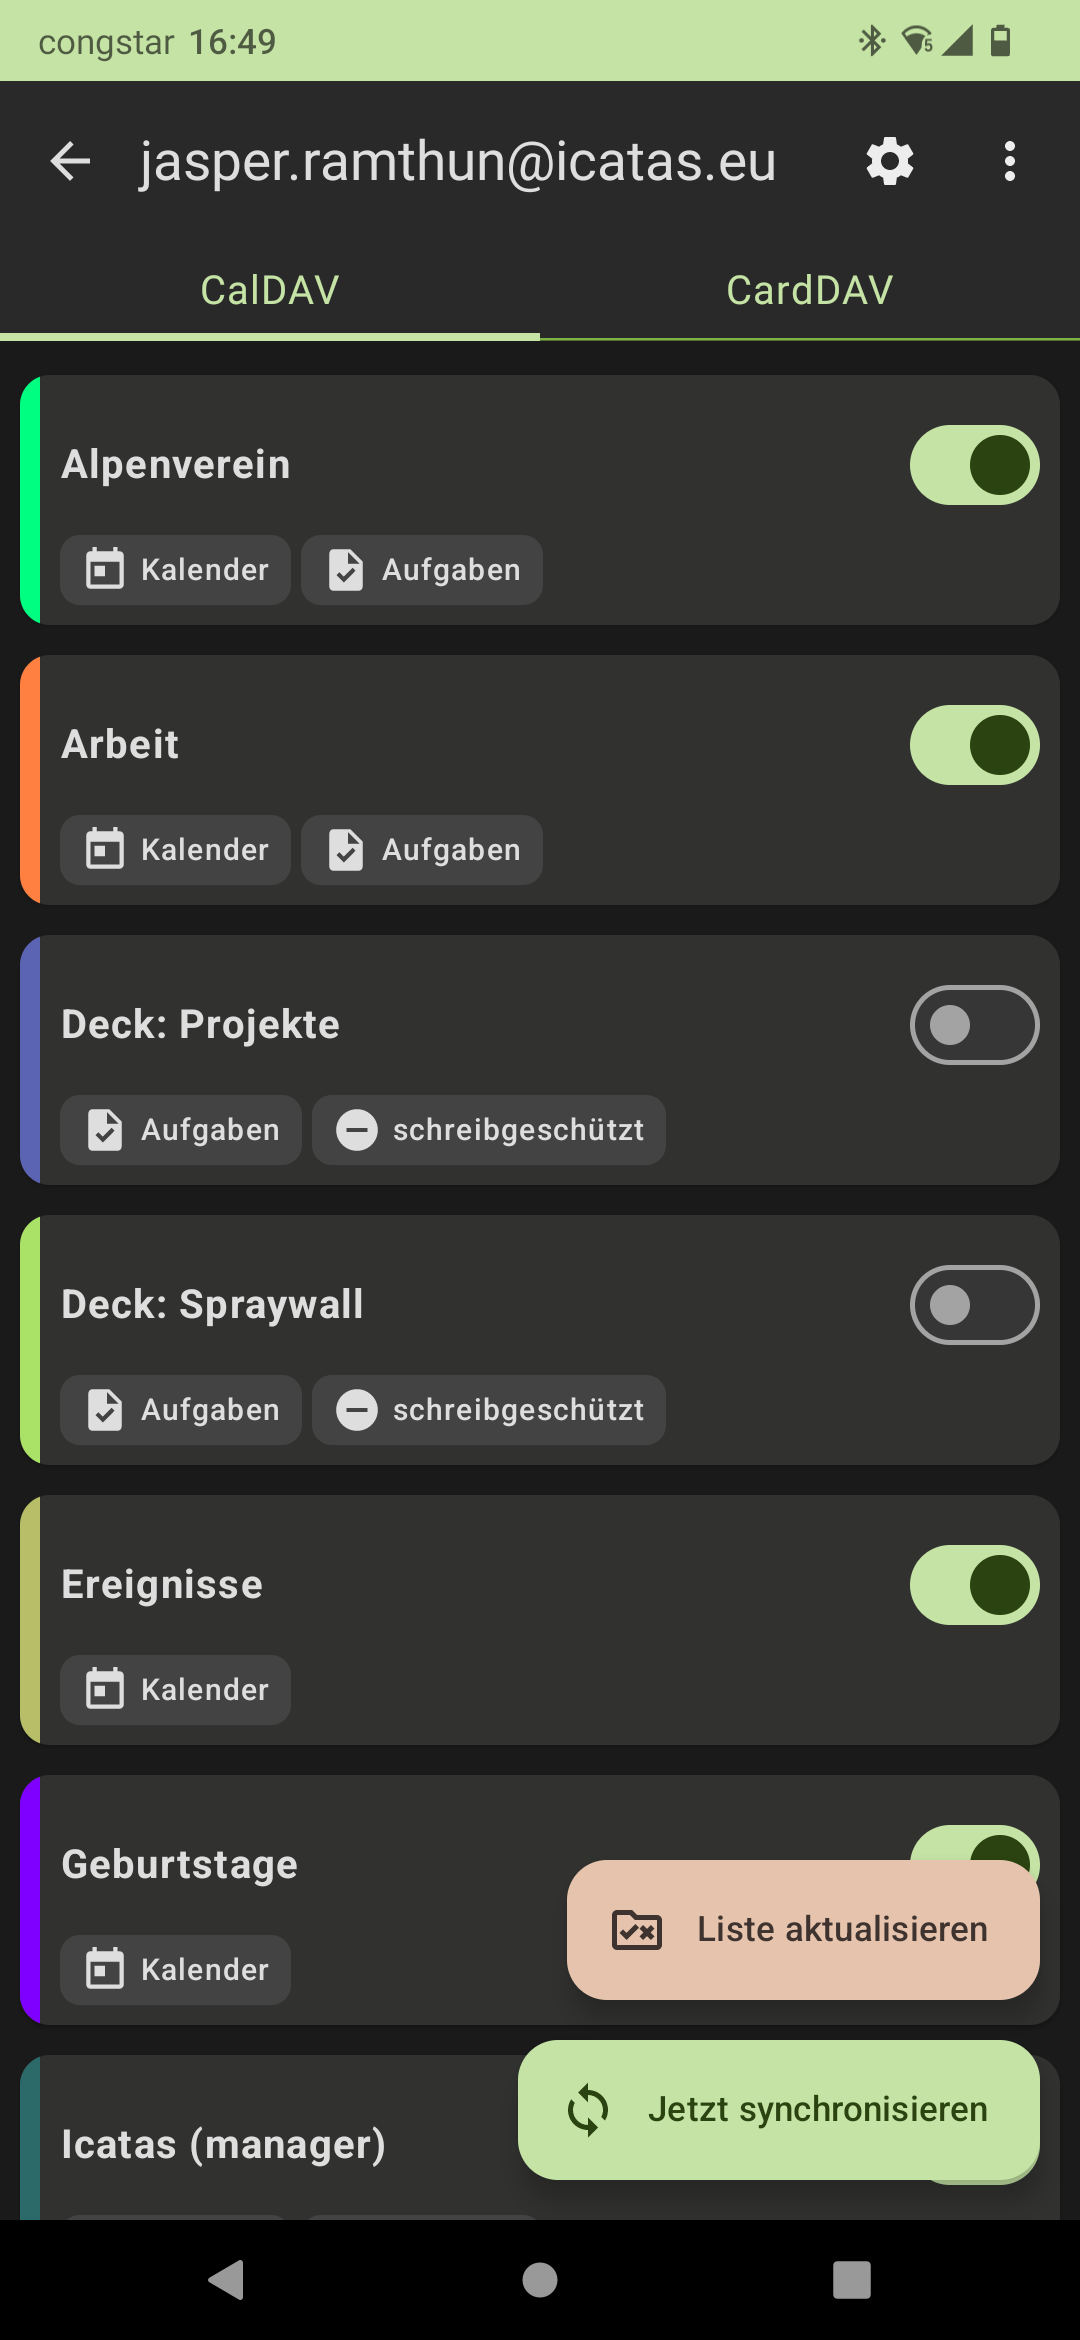 congstar 16:49
jasper.ramthun@icatas.eu
CalDAV
CardDAV
Alpenverein
Kalender
Aufgaben
Arbeit
Kalender
Aufgaben
Deck: Projekte
Aufgaben
schreibgeschützt
Deck: Spraywall
Aufgaben
schreibgeschützt
Ereignisse
Kalender
Geburtstage
Kalender
Liste aktualisieren
Icatas (manager)
Jetzt synchronisieren